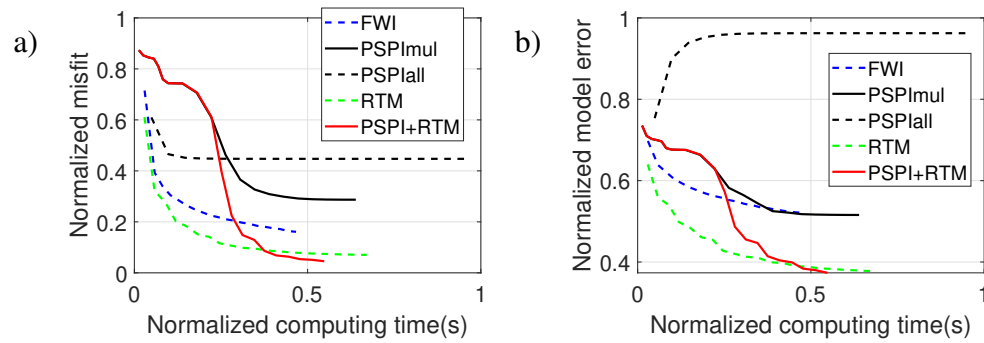 a)
Normalized misfit
1
0.8
0.6
0.4
0.2
0
0
0.5
1
Normalized computing time(s)
FWI
PSPImul
PSPIall
RTM
PSPI+RTM
b)
Normalized model error
1
0.8
0.6
0.4
0
0.5
1
Normalized computing time(s)
FWI
PSPImul
PSPIall
RTM
PSPI+RTM